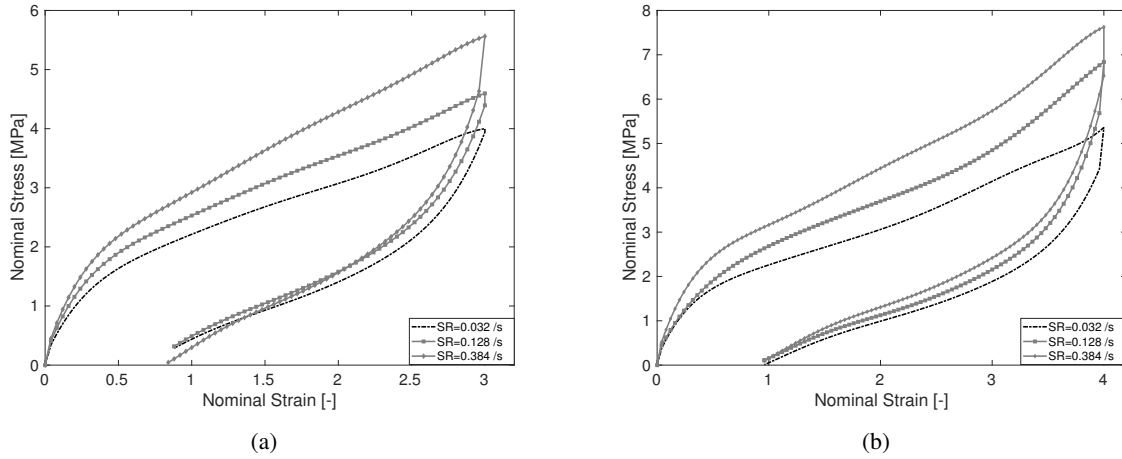 6
5
4
3
2
1
0
Nominal Stress [MPa]
0
0.5
1
1.5
2
2.5
3
Nominal Strain [-]
SR=0.032 /s
SR=0.128 /s
SR=0.384 /s
(a)
8
7
6
5
4
3
2
1
0
Nominal Stress [MPa]
0
1
2
3
4
Nominal Strain [-]
SR=0.032 /s
SR=0.128 /s
SR=0.384 /s
(b)